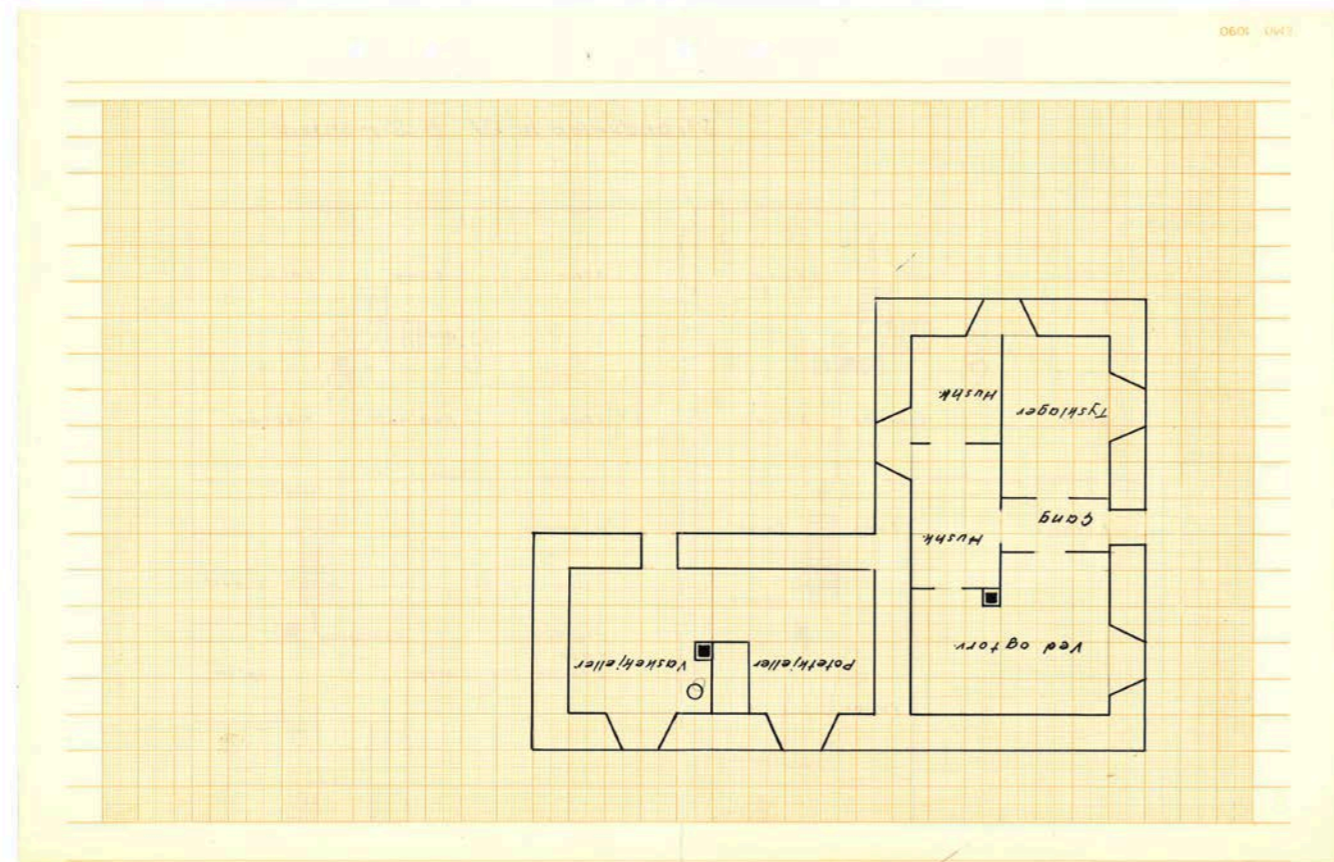 Ved og torv.
Potetkjeller
Vaskekjeller
Hushk.
Gang
Tysklager
Hushk.